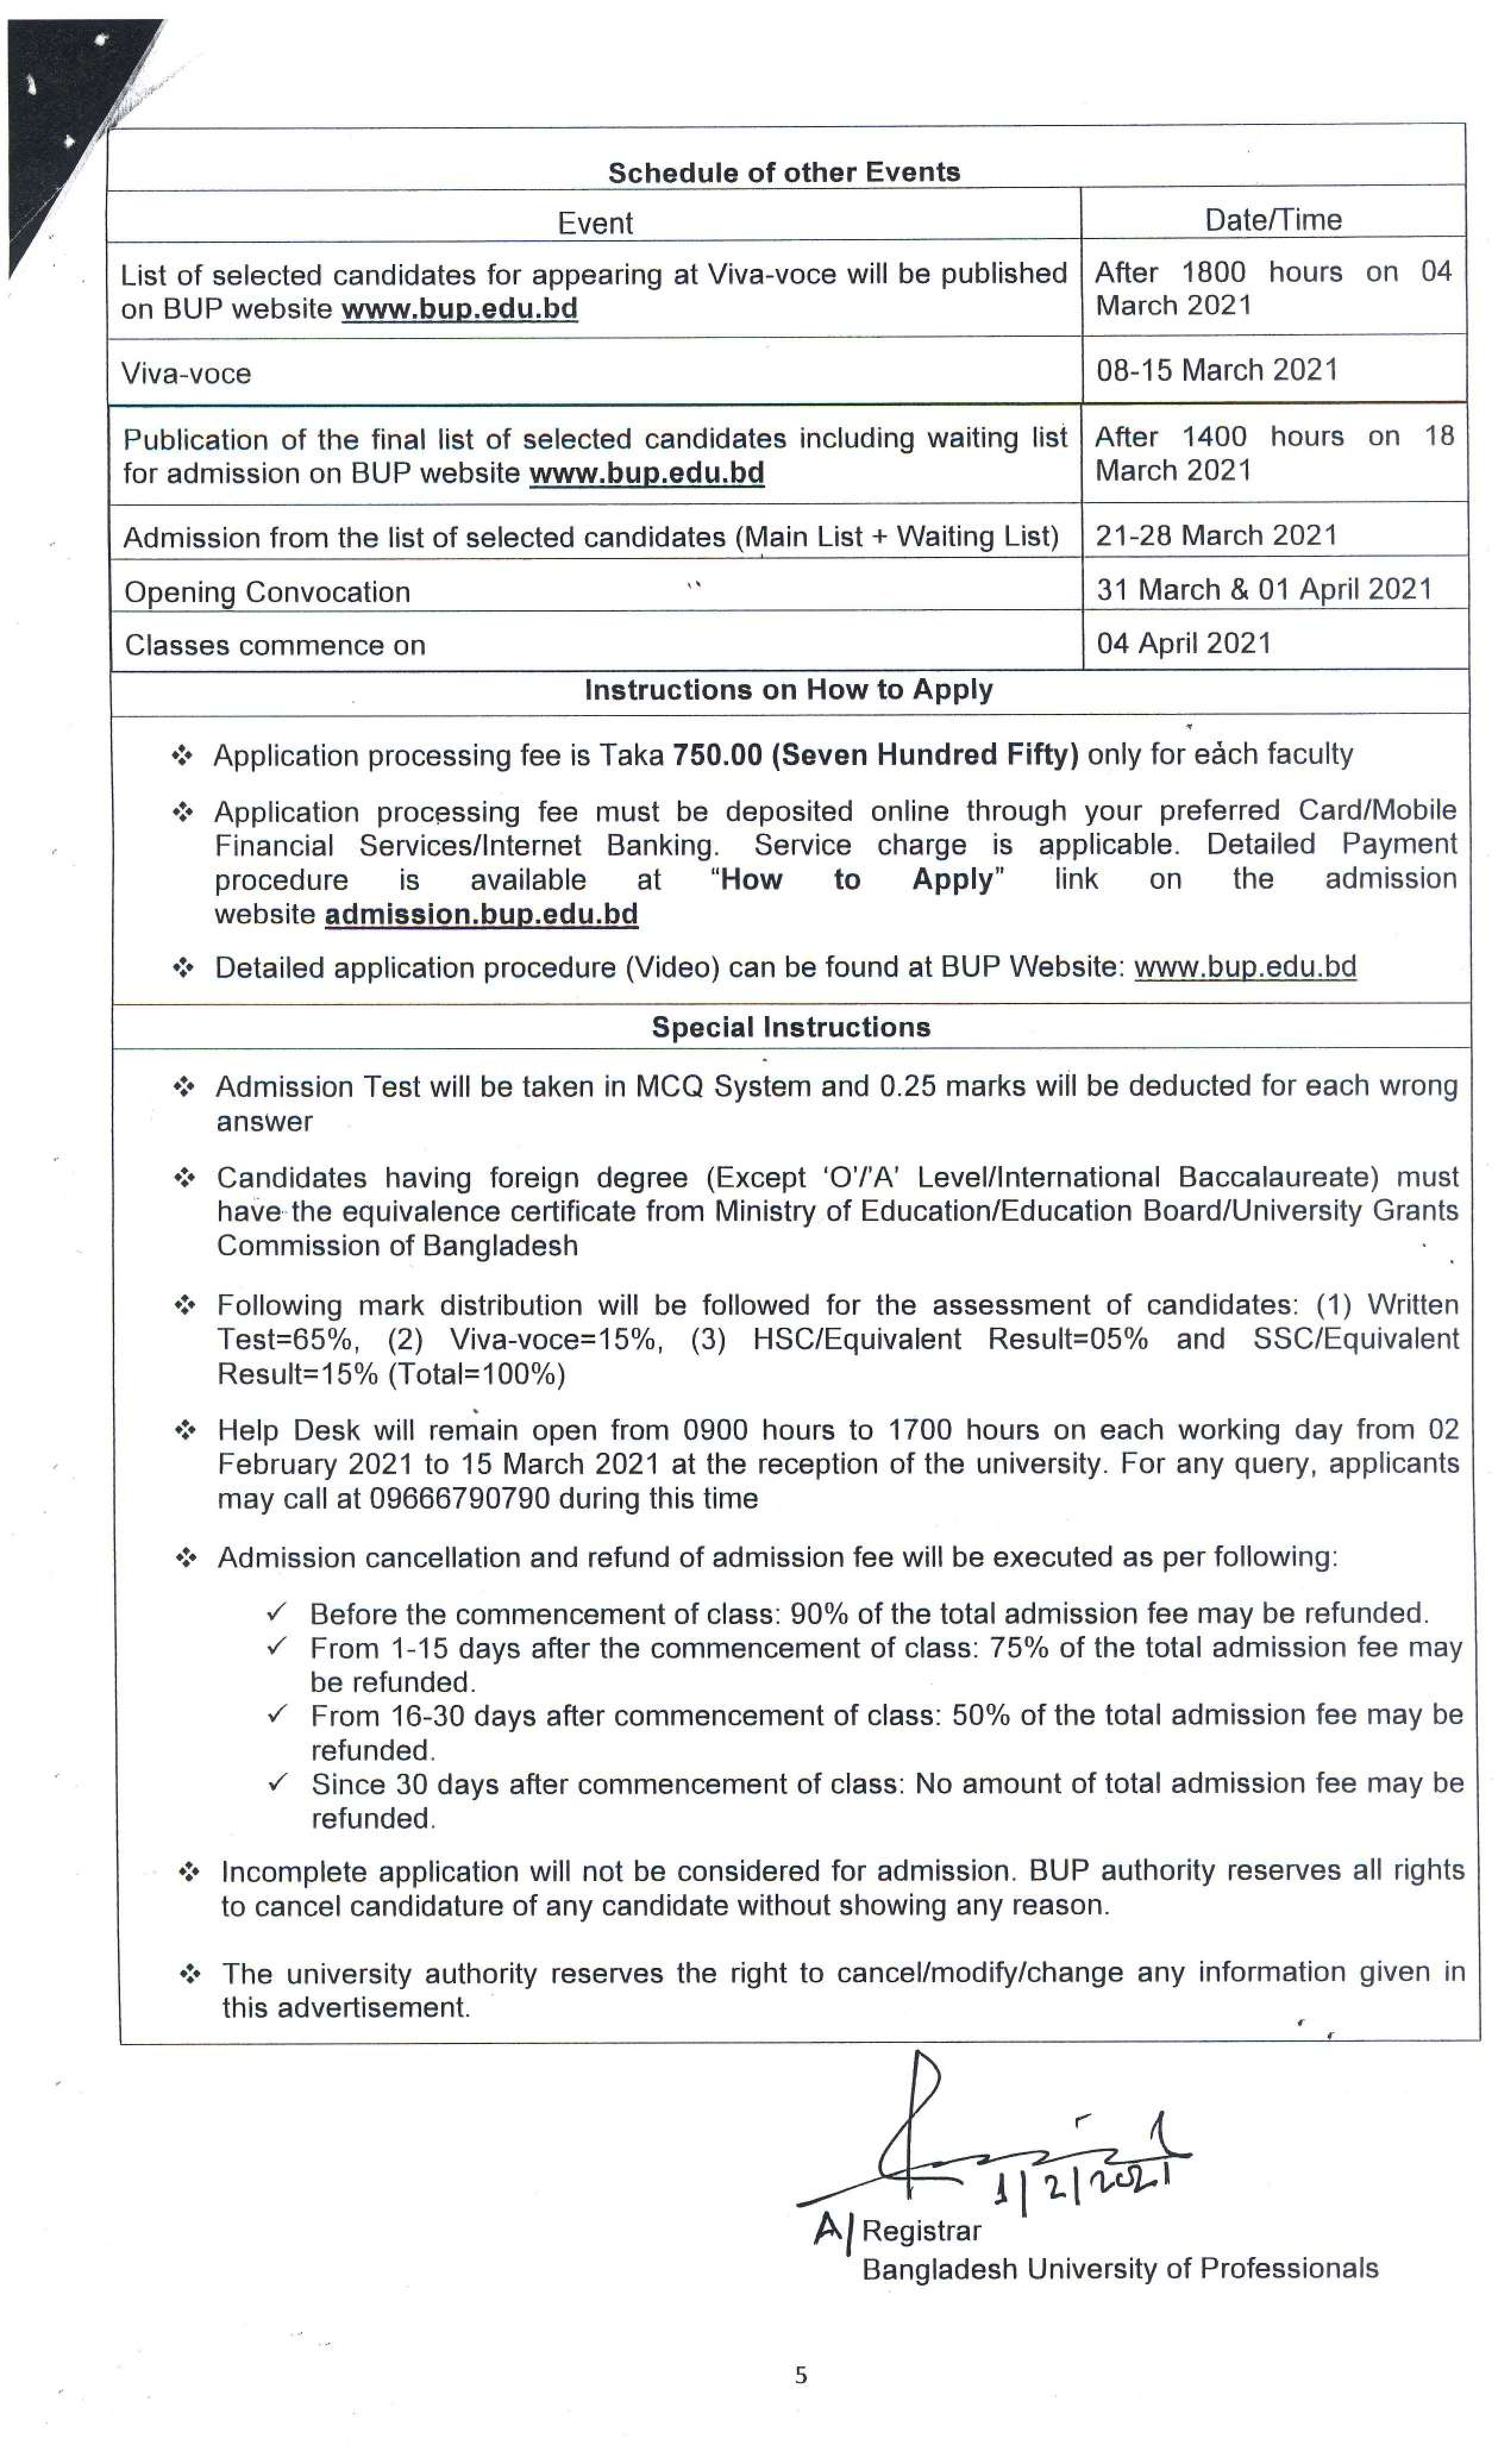 Schedule of other Events
Event Date/Time
List of selected candidates for appearing at Viva-voce will be published After 1800 hours on 04
on BUP website www.bup.edu.bd March 2021
Viva-voce 08-15 March 2021
Publication of the final list of selected candidates including waiting list After 1400 hours on 18
for admission on BUP website www.bup.edu.bd March 2021
Admission from the list of selected candidates (Main List + Waiting List) 21-28 March 2021
Opening Convocation 31 March & 01 April 2021
Classes commence on 04 April 2021
Instructions on How to Apply
❖ Application processing fee is Taka 750.00 (Seven Hundred Fifty) only for each faculty
❖ Application processing fee must be deposited online through your preferred Card/Mobile
Financial Services/Internet Banking. Service charge is applicable. Detailed Payment
procedure is available at "How to Apply" link on the admission
website admission.bup.edu.bd
❖ Detailed application procedure (Video) can be found at BUP Website: www.bup.edu.bd
Special Instructions
❖ Admission Test will be taken in MCQ System and 0.25 marks will be deducted for each wrong
answer
❖ Candidates having foreign degree (Except 'O'/'A' Level/International Baccalaureate) must
have the equivalence certificate from Ministry of Education/Education Board/University Grants
Commission of Bangladesh
❖ Following mark distribution will be followed for the assessment of candidates: (1) Written
Test=65%, (2) Viva-voce=15%, (3) HSC/Equivalent Result=05% and SSC/Equivalent
Result=15% (Total=100%)
❖ Help Desk will remain open from 0900 hours to 1700 hours on each working day from 02
February 2021 to 15 March 2021 at the reception of the university. For any query, applicants
may call at 09666790790 during this time
❖ Admission cancellation and refund of admission fee will be executed as per following:
✓ Before the commencement of class: 90% of the total admission fee may be refunded.
✓ From 1-15 days after the commencement of class: 75% of the total admission fee may
be refunded.
✓ From 16-30 days after commencement of class: 50% of the total admission fee may be
refunded.
✓ Since 30 days after commencement of class: No amount of total admission fee may be
refunded.
❖ Incomplete application will not be considered for admission. BUP authority reserves all rights
to cancel candidature of any candidate without showing any reason.
❖ The university authority reserves the right to cancel/modify/change any information given in
this advertisement.
1/2/2021
A/ Registrar
Bangladesh University of Professionals
5